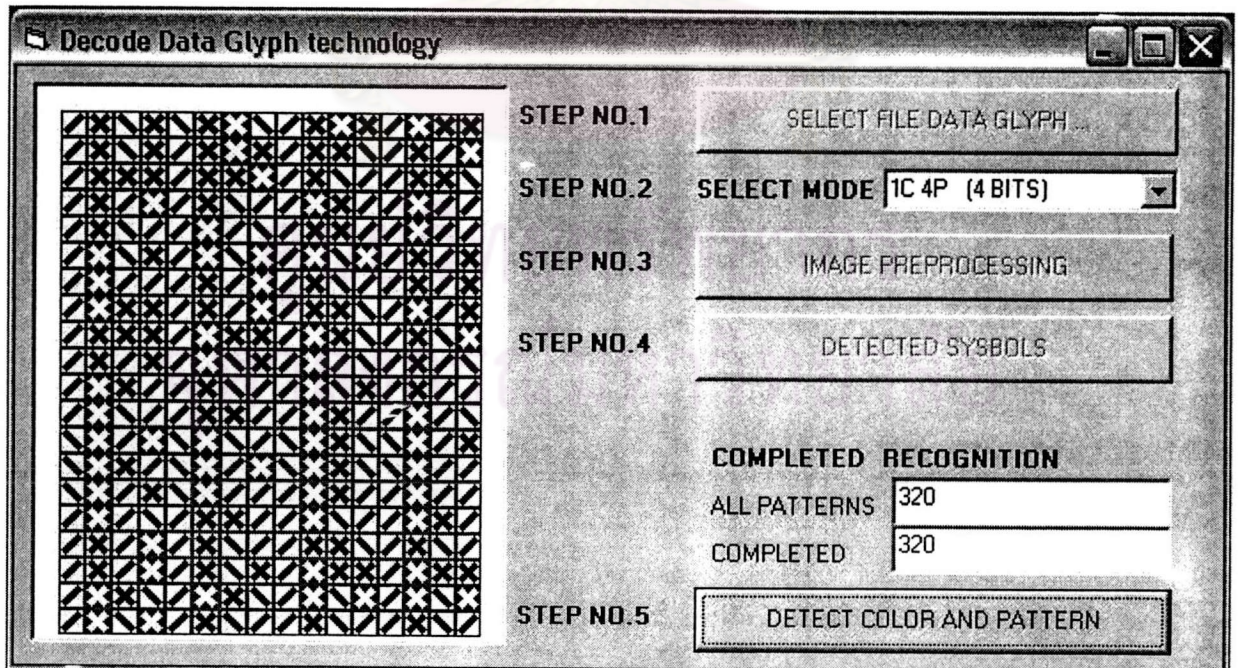 Decode Data Glyph technology
STEP NO.1 SELECT FILE DATA GLYPH ...
STEP NO.2 SELECT MODE 1C 4P (4 BITS)
STEP NO.3 IMAGE PREPROCESSING
STEP NO.4 DETECTED SYSBOLS
COMPLETED RECOGNITION
ALL PATTERNS 320
COMPLETED 320
STEP NO.5 DETECT COLOR AND PATTERN